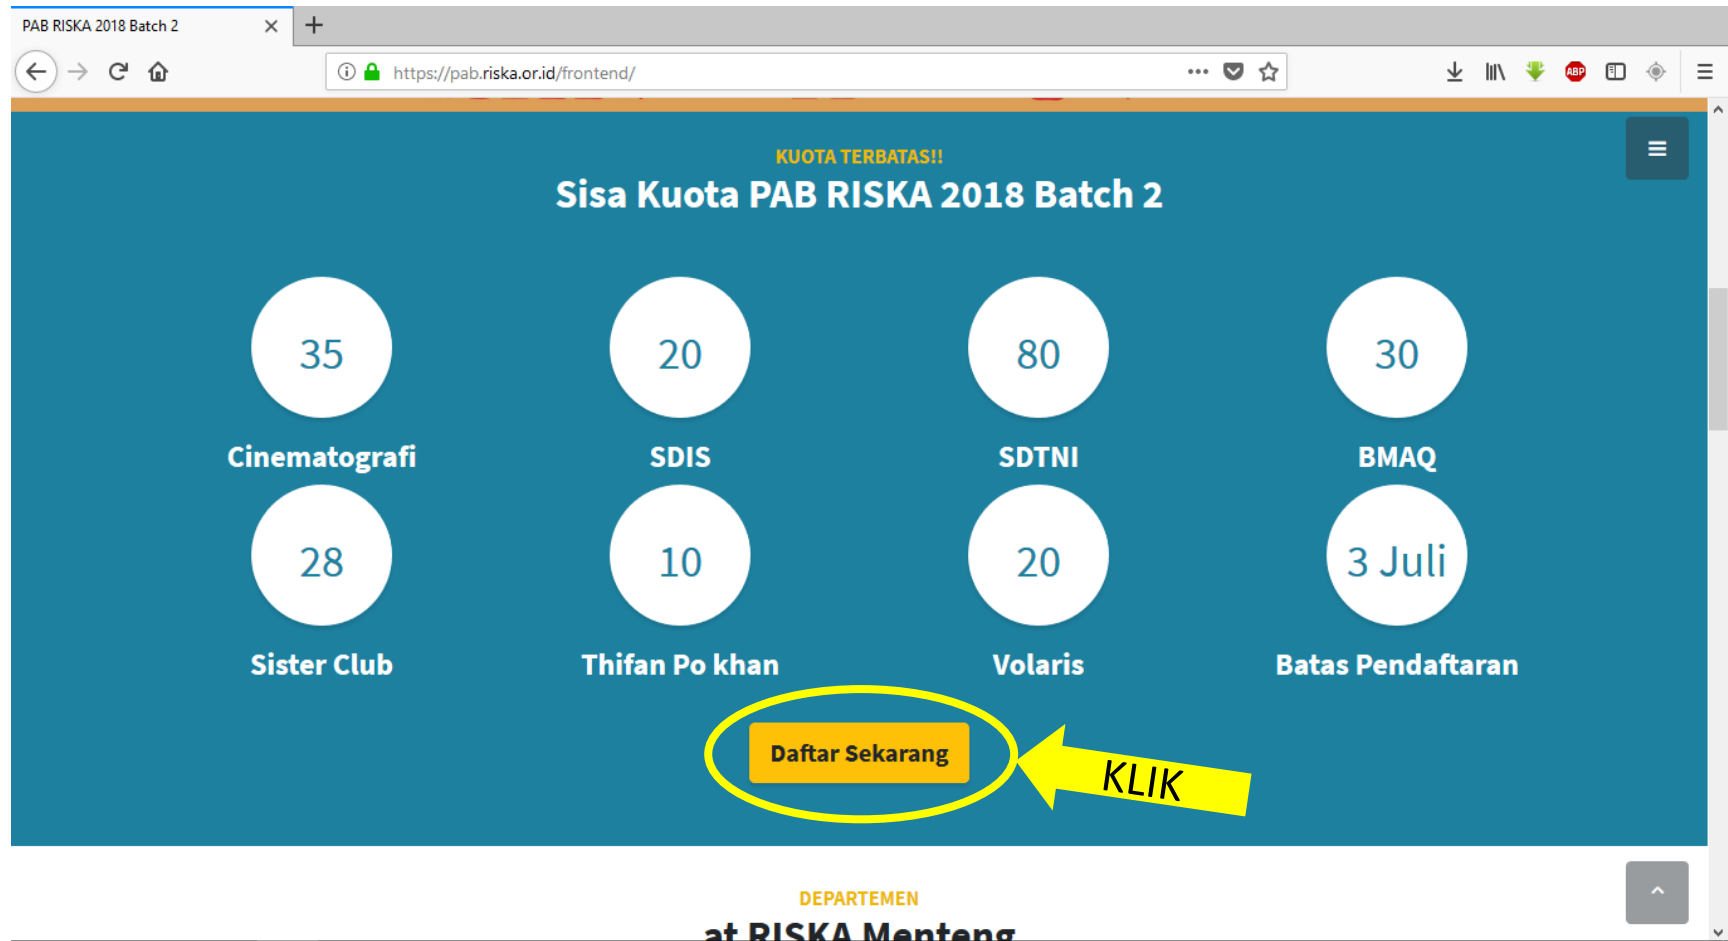 PAB RISKA 2018 Batch 2
https://pab.riska.or.id/frontend/
ABP
KUOTA TERBATAS!!
Sisa Kuota PAB RISKA 2018 Batch 2
35
20
80
30
Cinematografi
SDIS
SDTNI
BMAQ
28
10
20
3 Juli
Sister Club
Thifan Po khan
Volaris
Batas Pendaftaran
Daftar Sekarang
KLIK
DEPARTEMEN
at RISKA Menteng